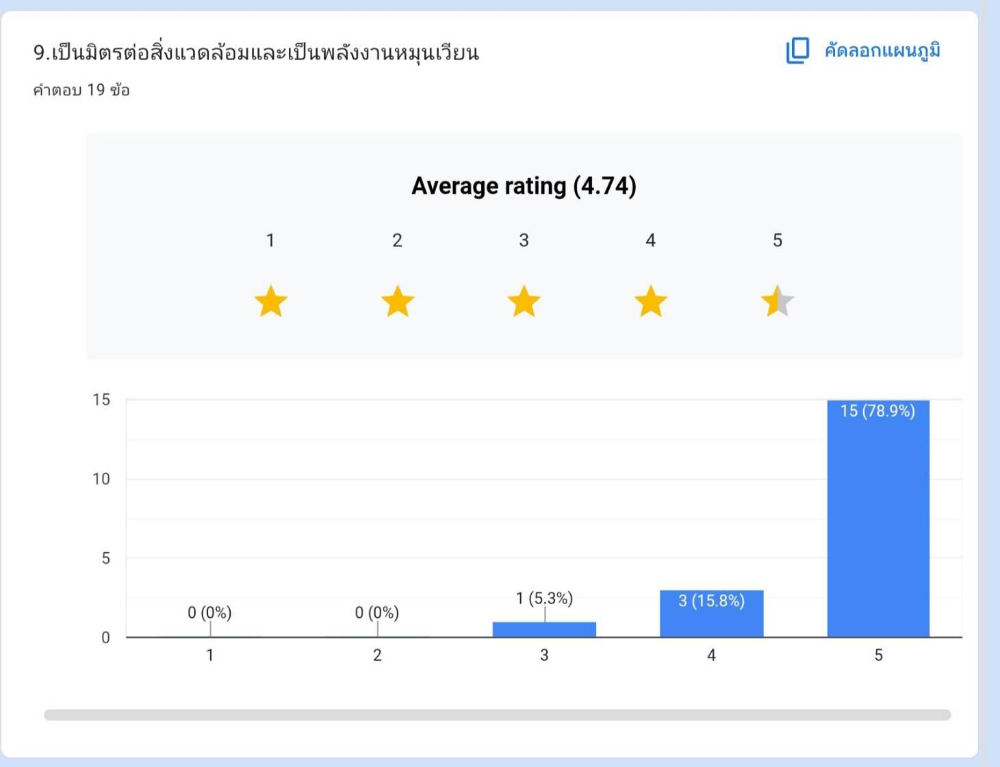 9.เป็นมิตรต่อสิ่งแวดล้อมและเป็นพลังงานหมุนเวียน
คัดลอกแผนภูมิ
คำตอบ 19 ข้อ
Average rating (4.74)
1 2 3 4 5
15
15 (78.9%)
10
5
1 (5.3%)
3 (15.8%)
0 (0%)
0 (0%)
0
1 2 3 4 5